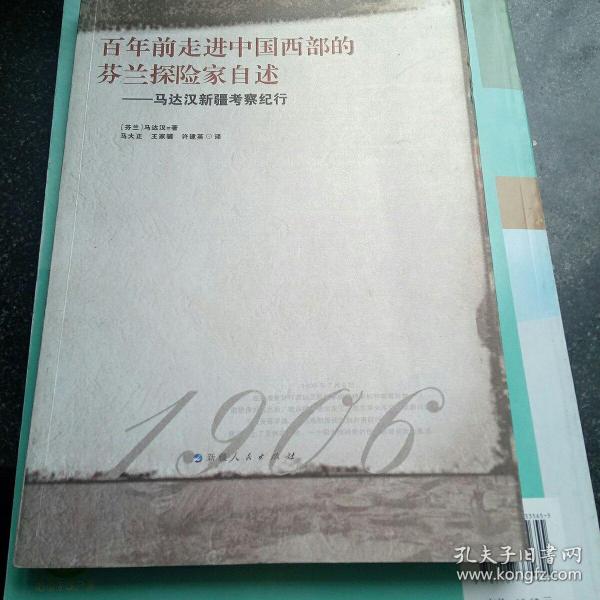 百年前走进中国西部的
芬兰探险家自述
——马达汉新疆考察纪行
[芬兰]马达汉=著
马大正 王家骥 许建英○译
1906
新疆人民出版社
孔夫子旧书网
www.kongfz.com